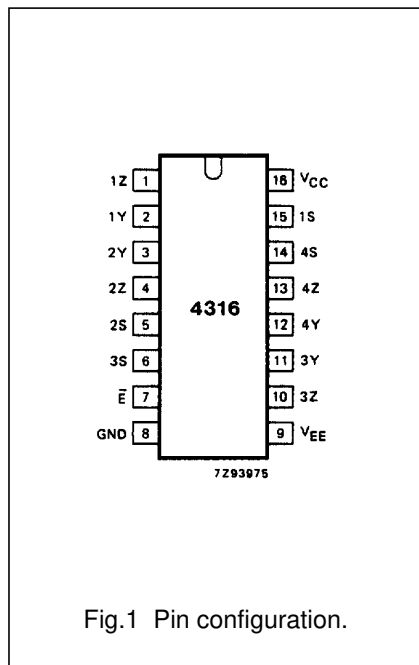 1Z 1 16 VCC
1Y 2 15 1S
2Y 3 14 4S
2Z 4 13 4Z
4316
2S 5 12 4Y
3S 6 11 3Y
E̅ 7 10 3Z
GND 8 9 VEE
7Z93975
Fig.1 Pin configuration.